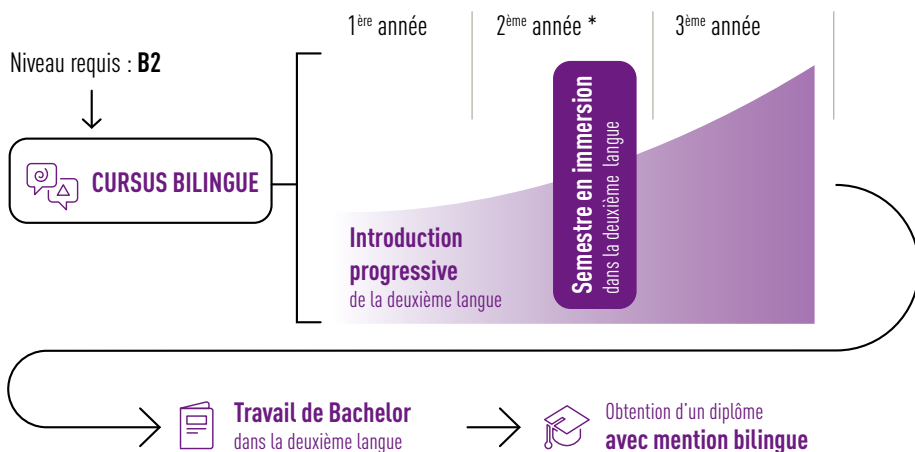 1ère année
2ème année *
3ème année
Niveau requis : B2
CURSUS BILINGUE
Introduction
progressive
de la deuxième langue
Semestre en immersion
dans la deuxième langue
Travail de Bachelor
dans la deuxième langue
Obtention d'un diplôme
avec mention bilingue